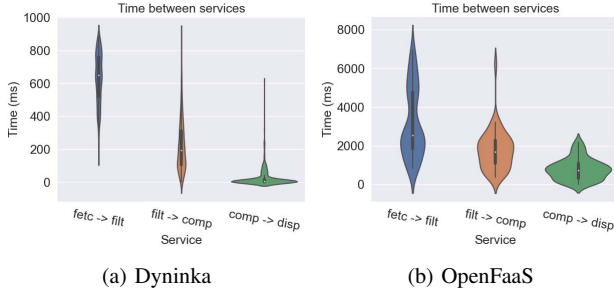 Time between services
1000
800
600
400
200
0
Time (ms)
fetc -> filt
filt -> comp
comp -> disp
Service
(a) Dyninka
Time between services
8000
6000
4000
2000
0
Time (ms)
fetc -> filt
filt -> comp
comp -> disp
Service
(b) OpenFaaS